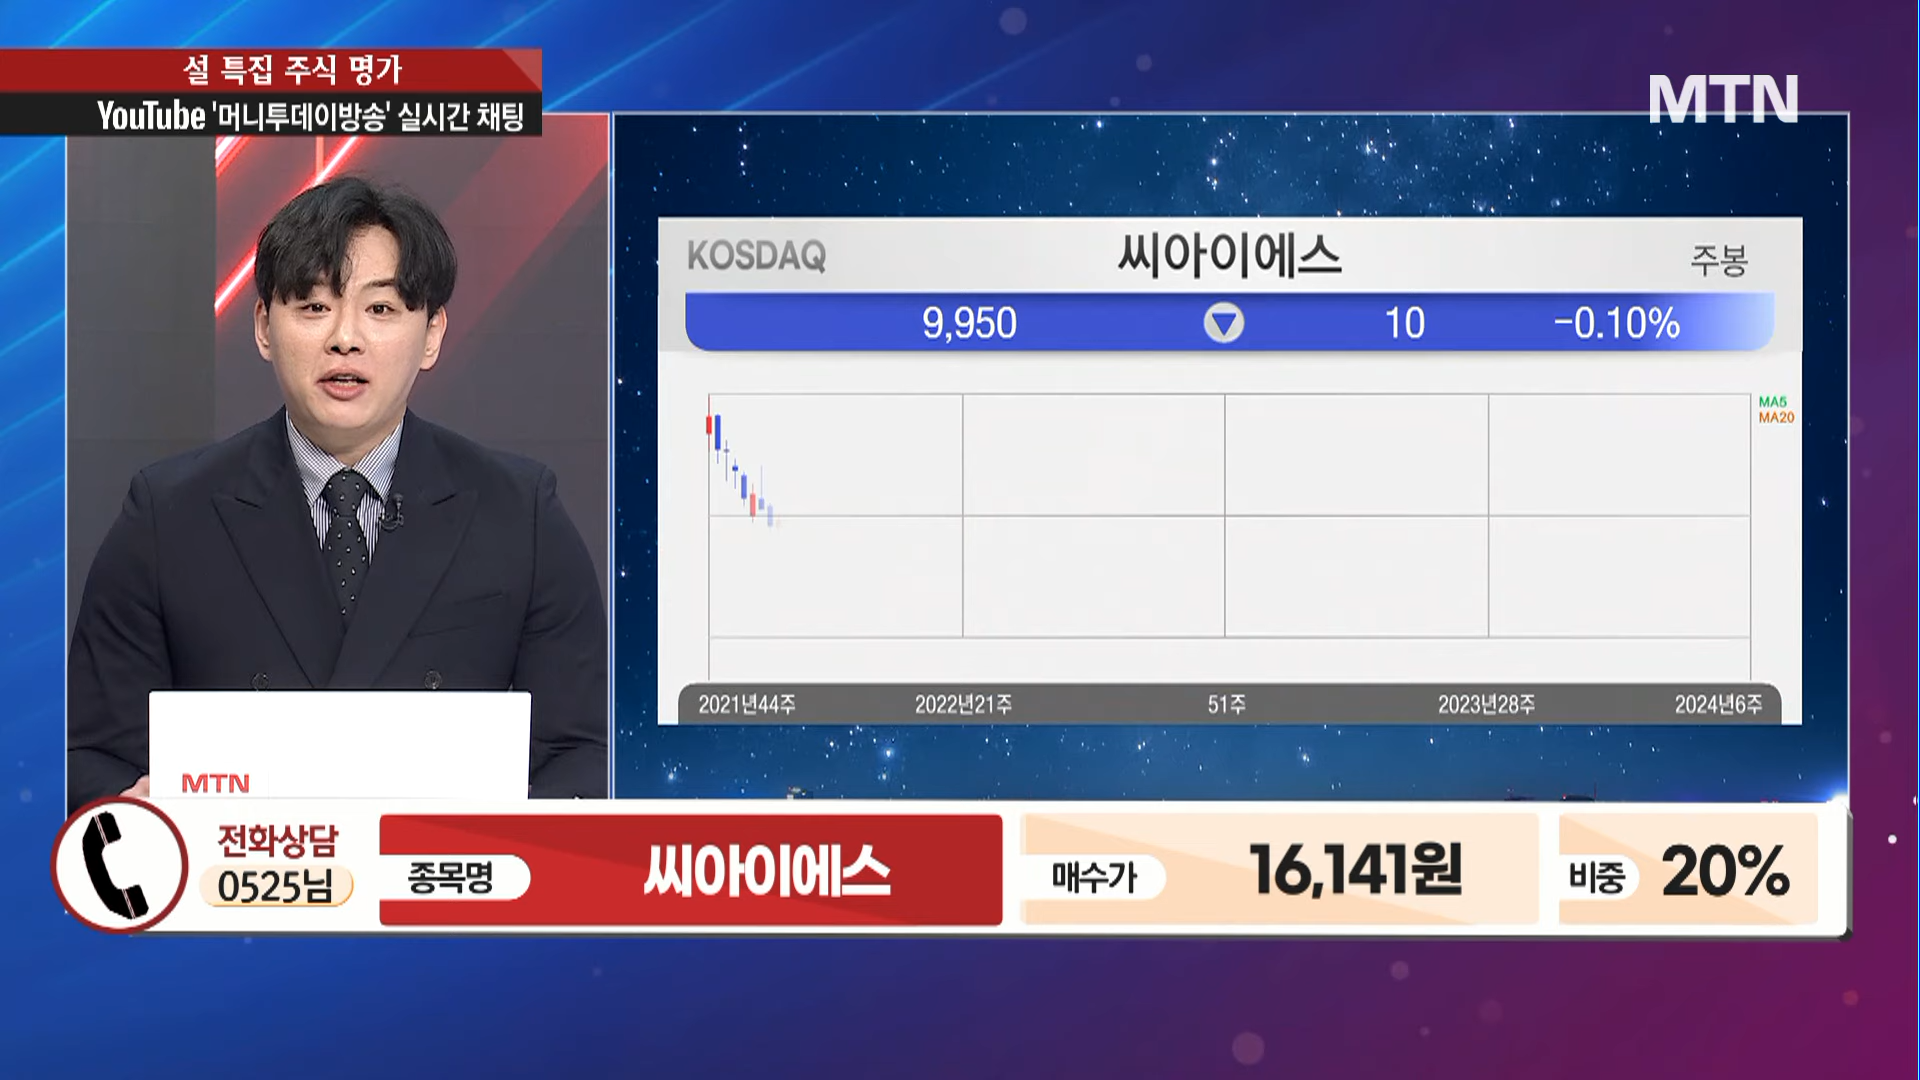 설 특집 주식 명가
YouTube '머니투데이방송' 실시간 채팅
MTN
KOSDAQ
씨아이에스
주봉
9,950 ▼ 10 -0.10%
MA5
MA20
2021년44주 2022년21주 51주 2023년28주 2024년6주
MTN
전화상담
0525님
종목명 씨아이에스
매수가 16,141원
비중 20%